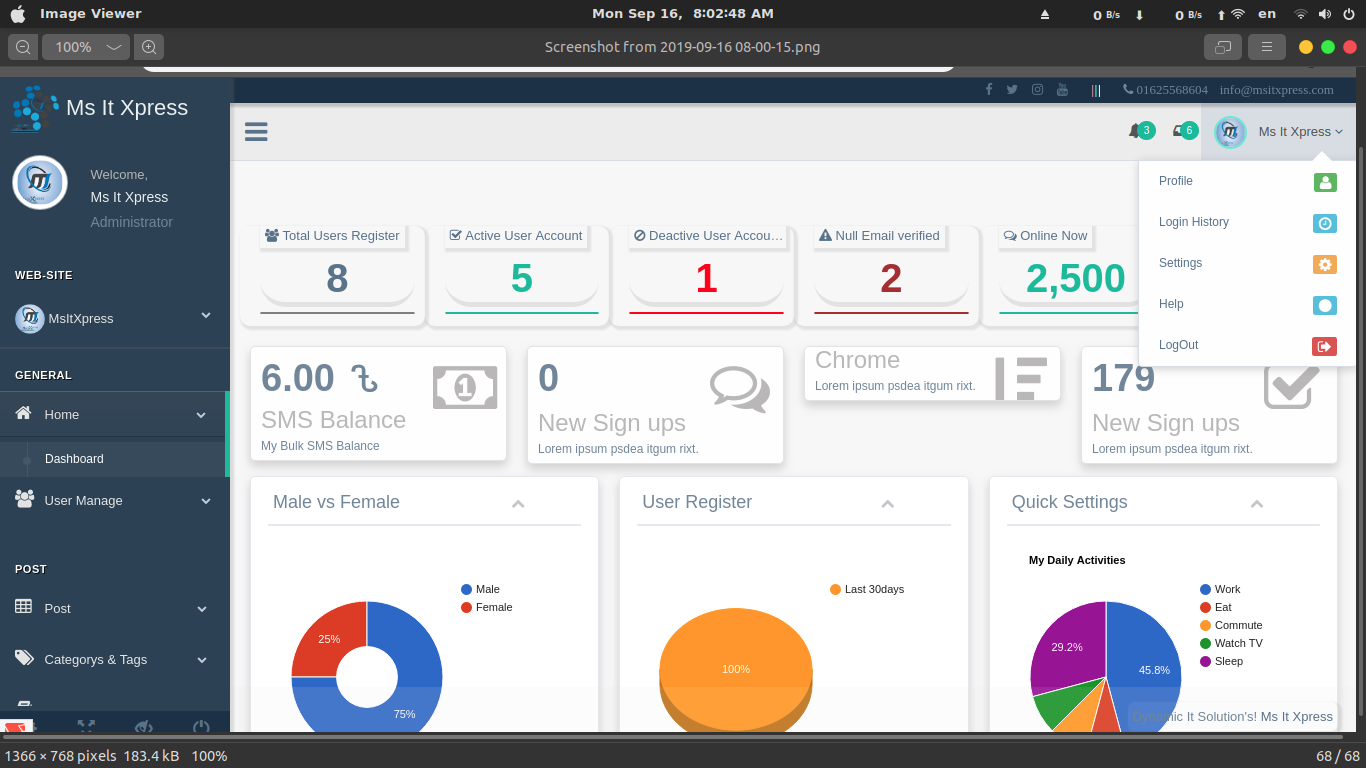 Image Viewer
Mon Sep 16, 8:02:48 AM
0 B/s
0 B/s
en
100%
Screenshot from 2019-09-16 08-00-15.png
Ms It Xpress
01625568604
info@msitxpress.com
3
6
Ms It Xpress
Welcome,
Ms It Xpress
Administrator
WEB-SITE
MsItXpress
GENERAL
Home
Dashboard
User Manage
POST
Post
Categorys & Tags
Profile
Login History
Settings
Help
LogOut
Total Users Register
8
Active User Account
5
Deactive User Accou...
1
Null Email verified
2
Online Now
2,500
6.00 ৳
SMS Balance
My Bulk SMS Balance
1
0
New Sign ups
Lorem ipsum psdea itgum rixt.
Chrome
Lorem ipsum psdea itgum rixt.
179
New Sign ups
Lorem ipsum psdea itgum rixt.
Male vs Female
Male
Female
25%
75%
User Register
Last 30days
100%
Quick Settings
My Daily Activities
Work
Eat
Commute
Watch TV
Sleep
29.2%
45.8%
Dynamic It Solution's! Ms It Xpress
1366 × 768 pixels 183.4 kB 100%
68 / 68